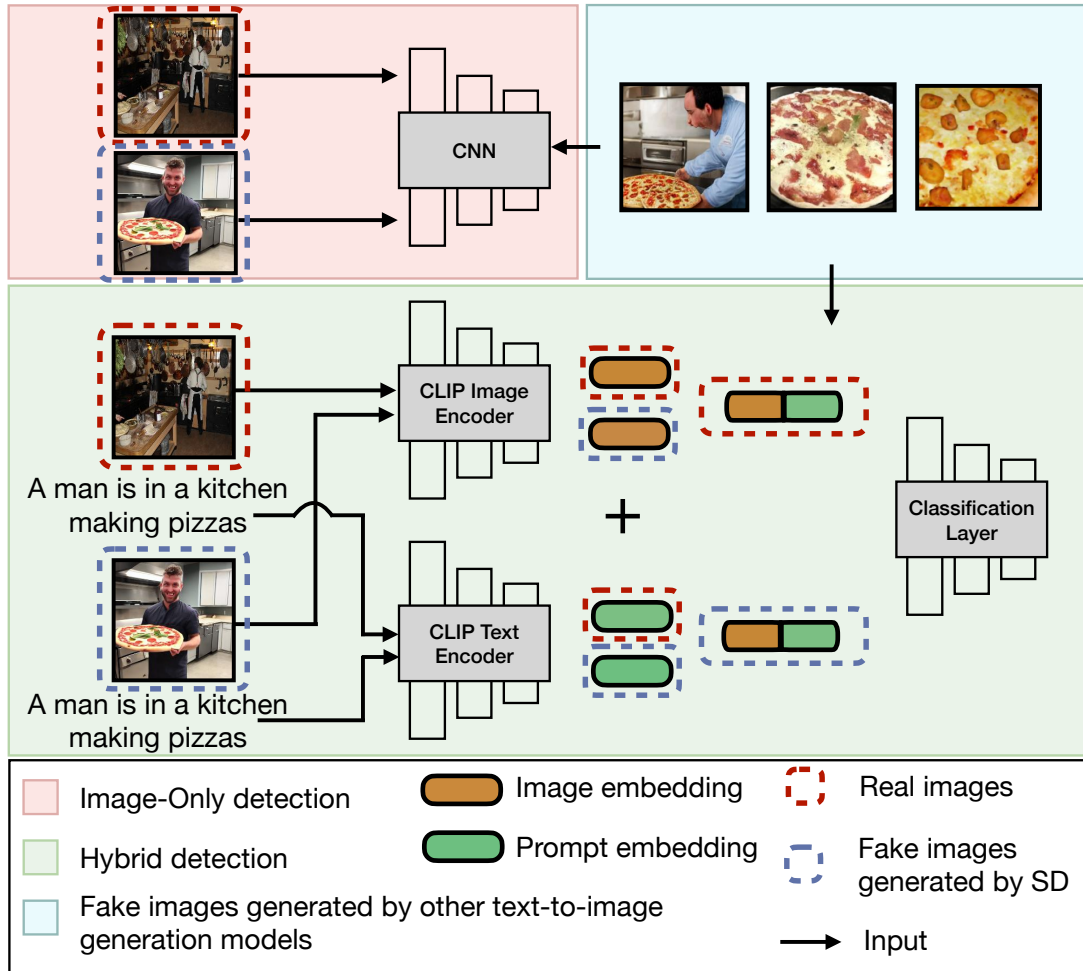 CNN
CLIP Image
Encoder
A man is in a kitchen
making pizzas
Classification
Layer
CLIP Text
Encoder
A man is in a kitchen
making pizzas
Image-Only detection
Image embedding
Real images
Hybrid detection
Prompt embedding
Fake images
generated by SD
Fake images generated by other text-to-image
generation models
Input